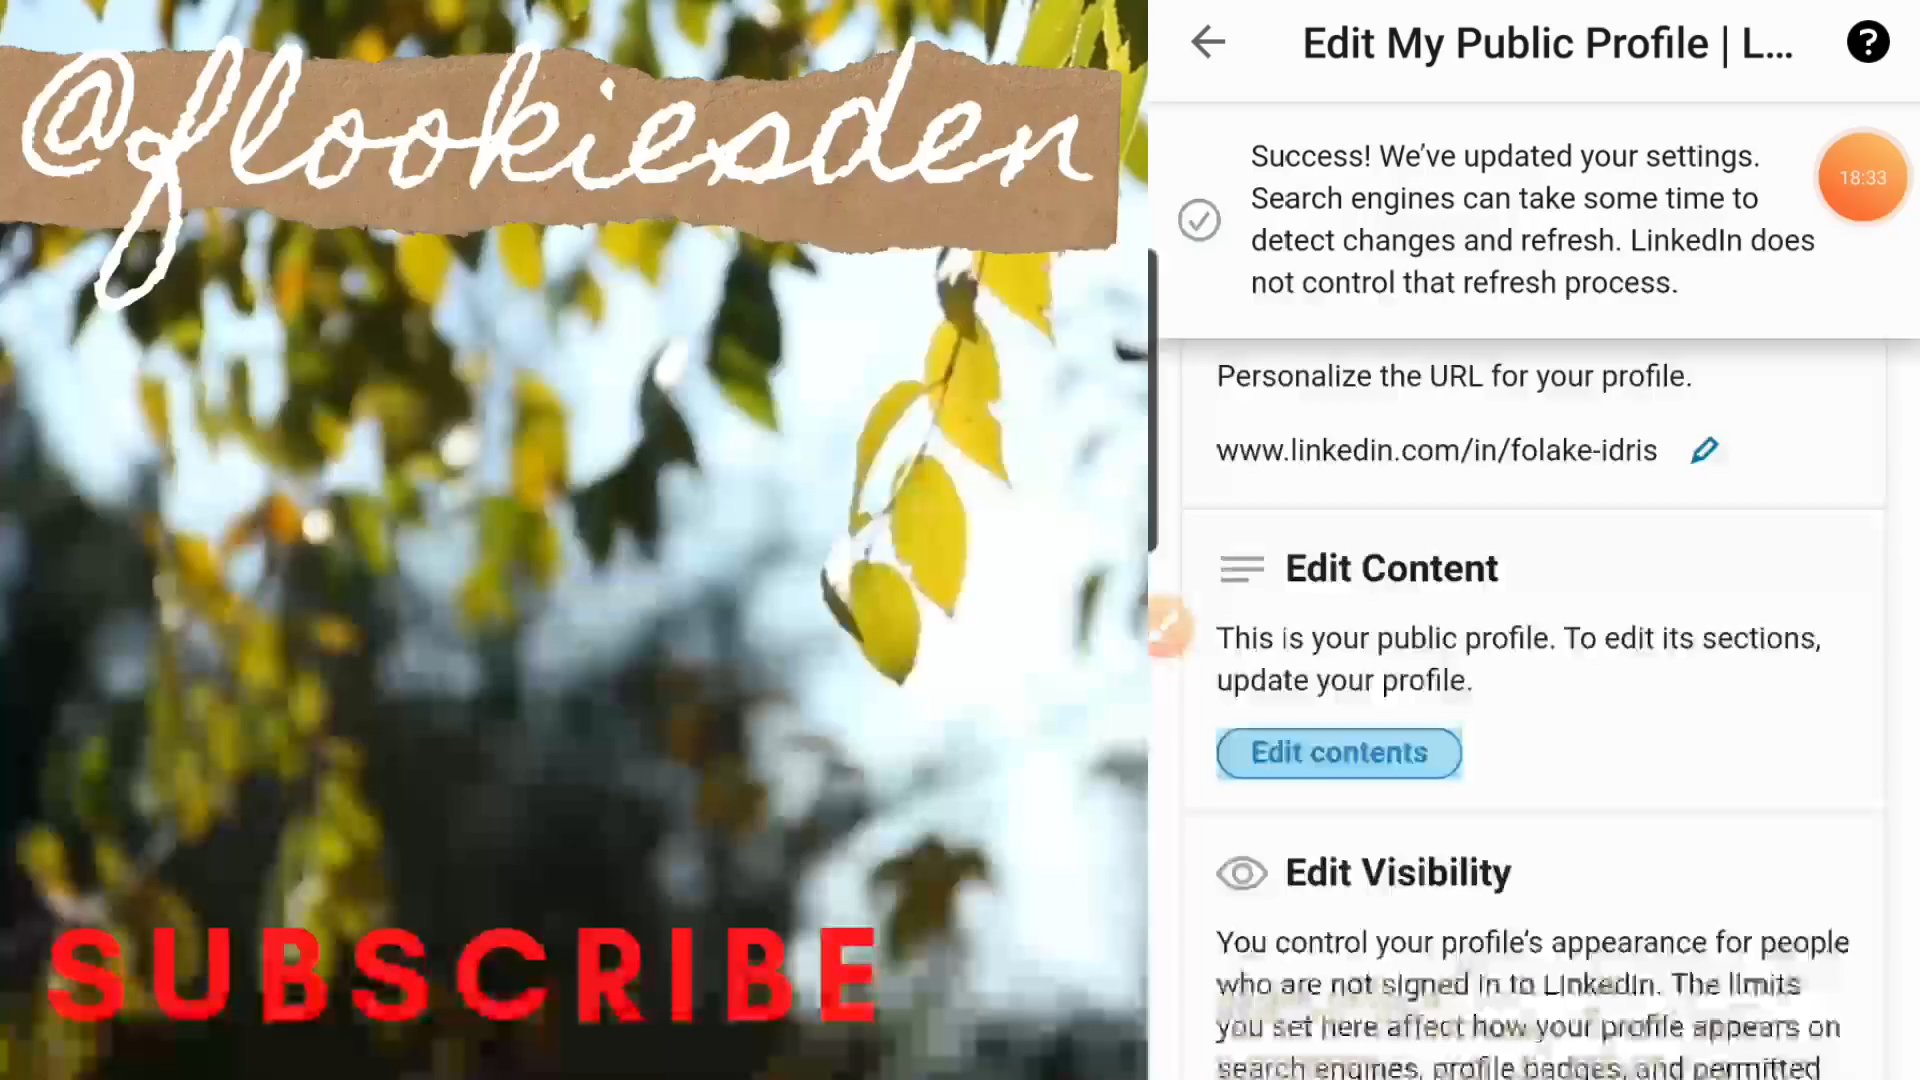 @flookiesden
SUBSCRIBE
Edit My Public Profile | L...
?
Success! We've updated your settings.
Search engines can take some time to
detect changes and refresh. LinkedIn does
not control that refresh process.
18:33
Personalize the URL for your profile.
www.linkedin.com/in/folake-idris
Edit Content
This is your public profile. To edit its sections,
update your profile.
Edit contents
Edit Visibility
You control your profile's appearance for people
who are not signed in to LinkedIn. The limits
you set here affect how your profile appears on
search engines, profile badges, and permitted